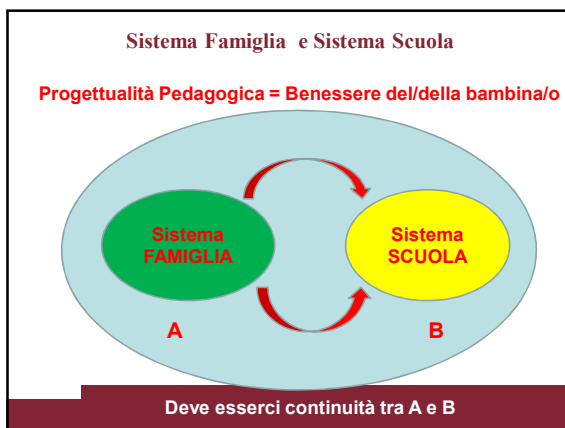 Sistema Famiglia e Sistema Scuola
Progettualità Pedagogica = Benessere del/della bambina/o
Sistema
FAMIGLIA
Sistema
SCUOLA
A
B
Deve esserci continuità tra A e B